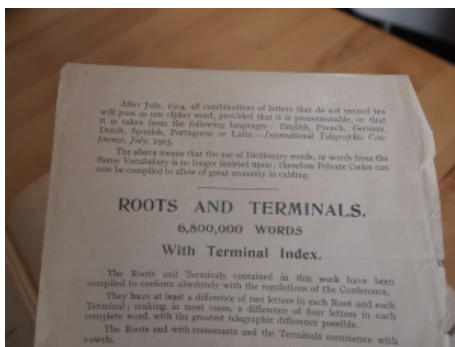 After July, 1904, all combinations of letters that do not exceed ten
will pass as one cipher word, provided that it is pronounceable, or that
it is taken from the following languages: English, French, German,
Dutch, Spanish, Portuguese or Latin.—International Telegraphic Con-
ference, July, 1903.
The above means that the use of Dictionary words, or words from the
Berne Vocabulary is no longer insisted upon; therefore Private Codes can
now be compiled to allow of great economy in cabling.
ROOTS AND TERMINALS.
6,800,000 WORDS
With Terminal Index.
The Roots and Terminals contained in this work have been
compiled to conform absolutely with the regulations of the Conference.
They have at least a difference of two letters in each Root and each
Terminal; making in most cases, a difference of four letters in each
complete word, with the greatest telegraphic difference possible.
The Roots end with consonants and the Terminals commence with
vowels.